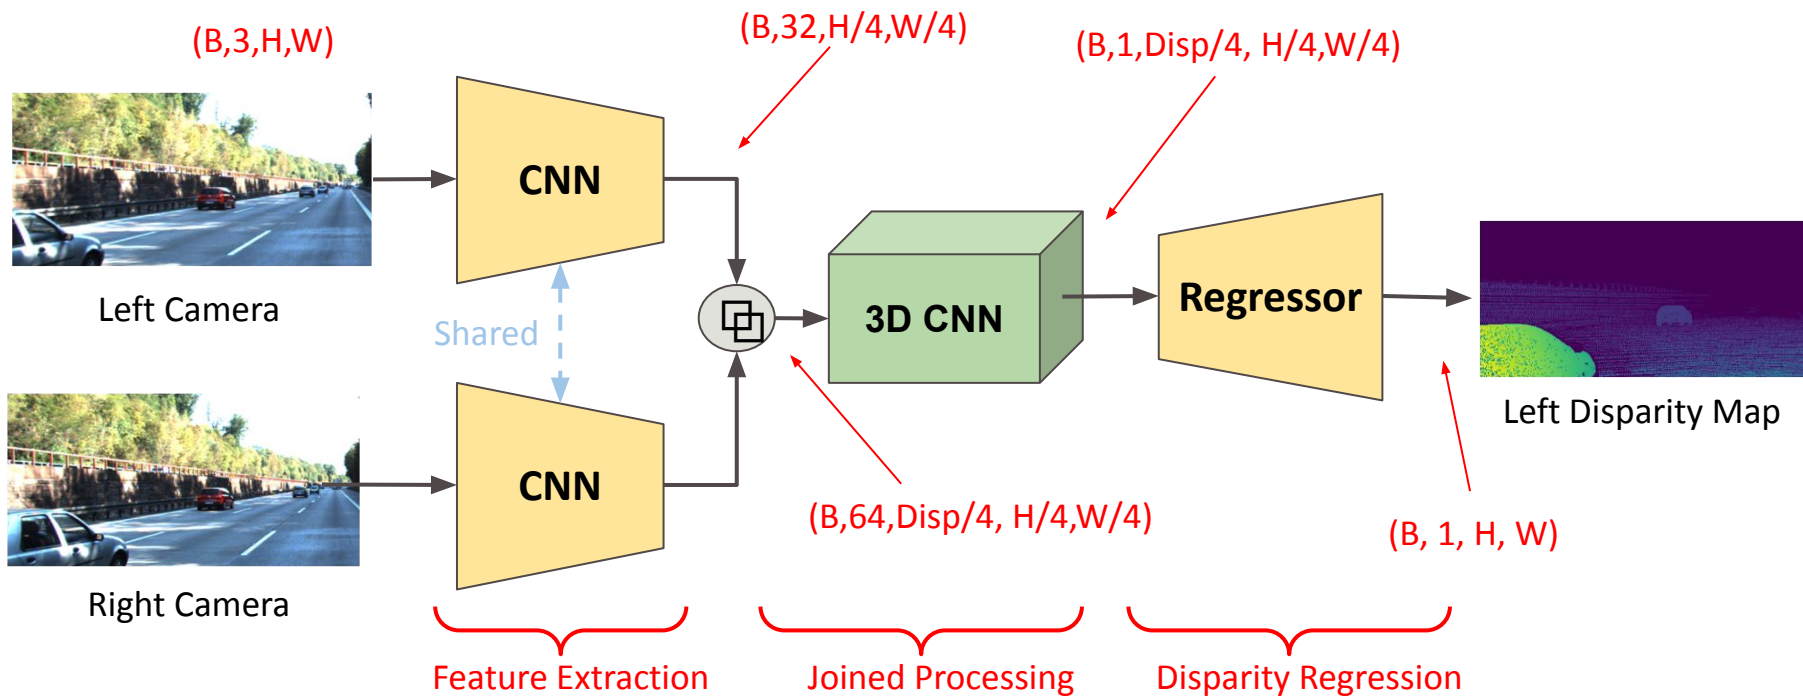 (B,3,H,W)
(B,32,H/4,W/4)
(B,1,Disp/4, H/4,W/4)
CNN
Left Camera
Shared
3D CNN
Regressor
Left Disparity Map
CNN
(B,64,Disp/4, H/4,W/4)
(B, 1, H, W)
Right Camera
Feature Extraction
Joined Processing
Disparity Regression